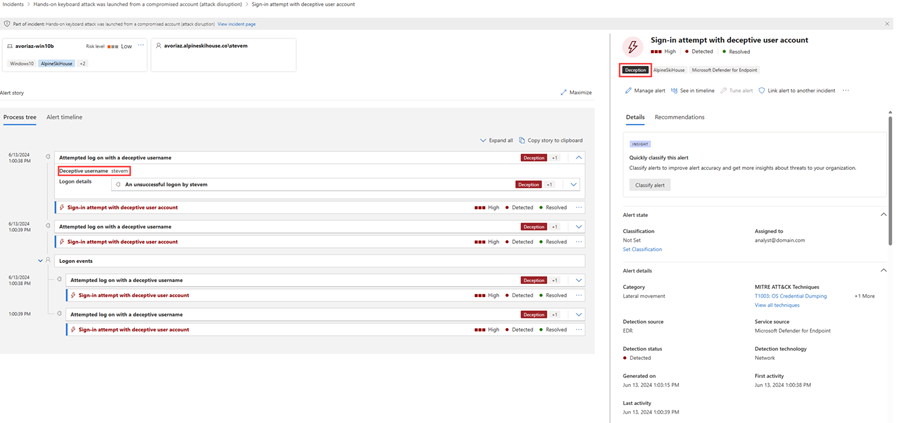 Incidents > Hands-on keyboard attack was launched from a compromised account (attack disruption) > Sign-in attempt with deceptive user account
Part of incident: Hands-on keyboard attack was launched from a compromised account (attack disruption) View incident page
avoriaz-win10b Risk level Low ...
Windows10 AlpineSkiHouse +2
avoriaz.alpineskihouse.co\utevem
Alert story
Maximize
Process tree Alert timeline
Expand all Copy story to clipboard
6/13/2024
1:00:38 PM
Attempted log on with a deceptive username Deception +1
Deceptive username stevem
Logon details An unsuccessful logon by stevem Deception +1
Sign-in attempt with deceptive user account High Detected Resolved ...
6/13/2024
1:00:39 PM
Attempted log on with a deceptive username Deception +1
Sign-in attempt with deceptive user account High Detected Resolved ...
Logon events
6/13/2024
1:00:38 PM
Attempted log on with a deceptive username Deception +1
Sign-in attempt with deceptive user account High Detected Resolved ...
1:00:39 PM
Attempted log on with a deceptive username Deception +1
Sign-in attempt with deceptive user account High Detected Resolved ...
Sign-in attempt with deceptive user account
High Detected Resolved
Deception AlpineSkiHouse Microsoft Defender for Endpoint
Manage alert See in timeline Tune alert Link alert to another incident ...
Details Recommendations
INSIGHT
Quickly classify this alert
Classify alerts to improve alert accuracy and get more insights about threats to your organization.
Classify alert
Alert state
Classification Assigned to
Not Set analyst@domain.com
Set Classification
Alert details
Category MITRE ATT&CK Techniques
Lateral movement T1003: OS Credential Dumping +1 More
View all techniques
Detection source Service source
EDR Microsoft Defender for Endpoint
Detection status Detection technology
Detected Network
Generated on First activity
Jun 13, 2024 1:03:15 PM Jun 13, 2024 1:00:38 PM
Last activity
Jun 13, 2024 1:00:39 PM